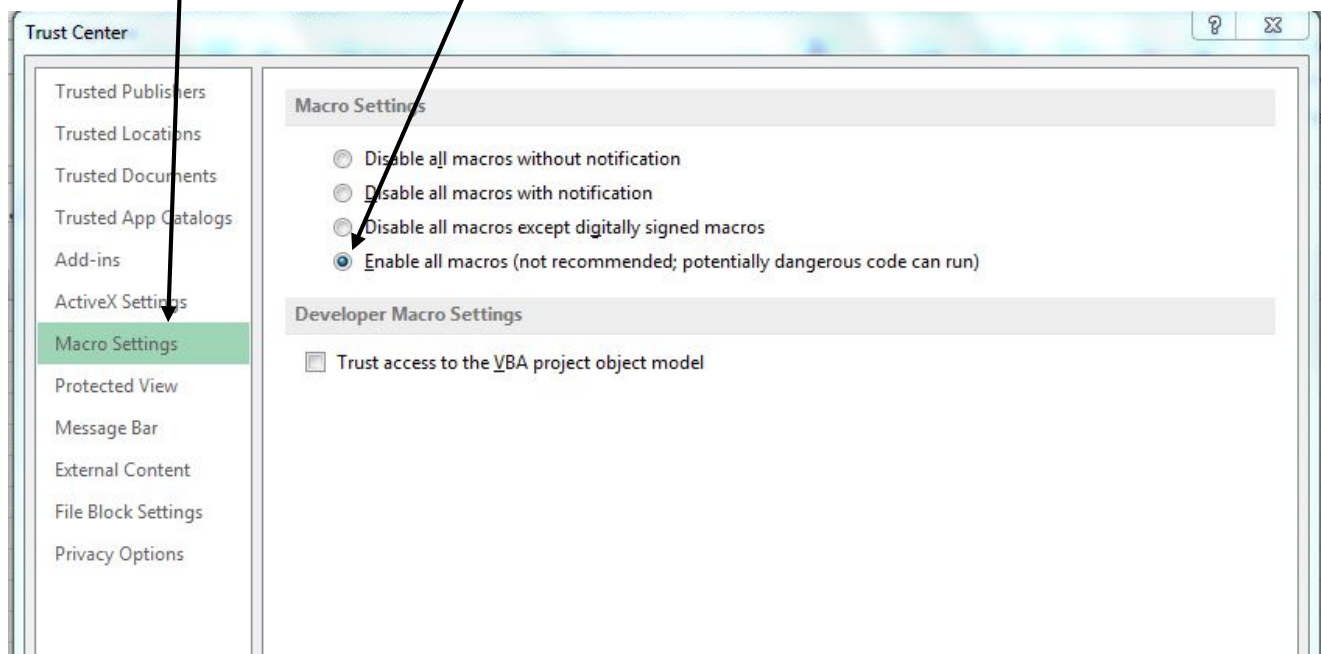 Trust Center
Trusted Publishers
Trusted Locations
Trusted Documents
Trusted App Catalogs
Add-ins
ActiveX Settings
Macro Settings
Protected View
Message Bar
External Content
File Block Settings
Privacy Options
Macro Settings
Disable all macros without notification
Disable all macros with notification
Disable all macros except digitally signed macros
Enable all macros (not recommended; potentially dangerous code can run)
Developer Macro Settings
Trust access to the VBA project object model